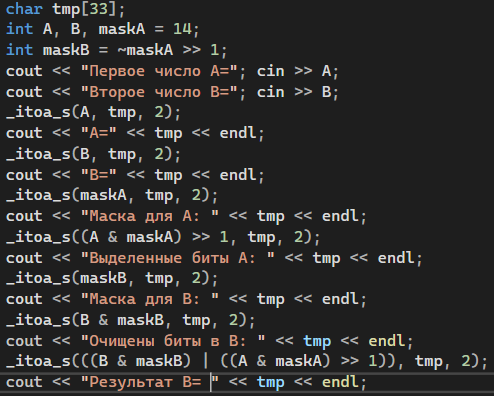 char tmp[33];
int A, B, maskA = 14;
int maskB = ~maskA >> 1;
cout << "Первое число A="; cin >> A;
cout << "Второе число B="; cin >> B;
_itoa_s(A, tmp, 2);
cout << "A=" << tmp << endl;
_itoa_s(B, tmp, 2);
cout << "B=" << tmp << endl;
_itoa_s(maskA, tmp, 2);
cout << "Маска для A: " << tmp << endl;
_itoa_s((A & maskA) >> 1, tmp, 2);
cout << "Выделенные биты A: " << tmp << endl;
_itoa_s(maskB, tmp, 2);
cout << "Маска для B: " << tmp << endl;
_itoa_s(B & maskB, tmp, 2);
cout << "Очищены биты в B: " << tmp << endl;
_itoa_s(((B & maskB) | ((A & maskA) >> 1)), tmp, 2);
cout << "Результат B= " << tmp << endl;